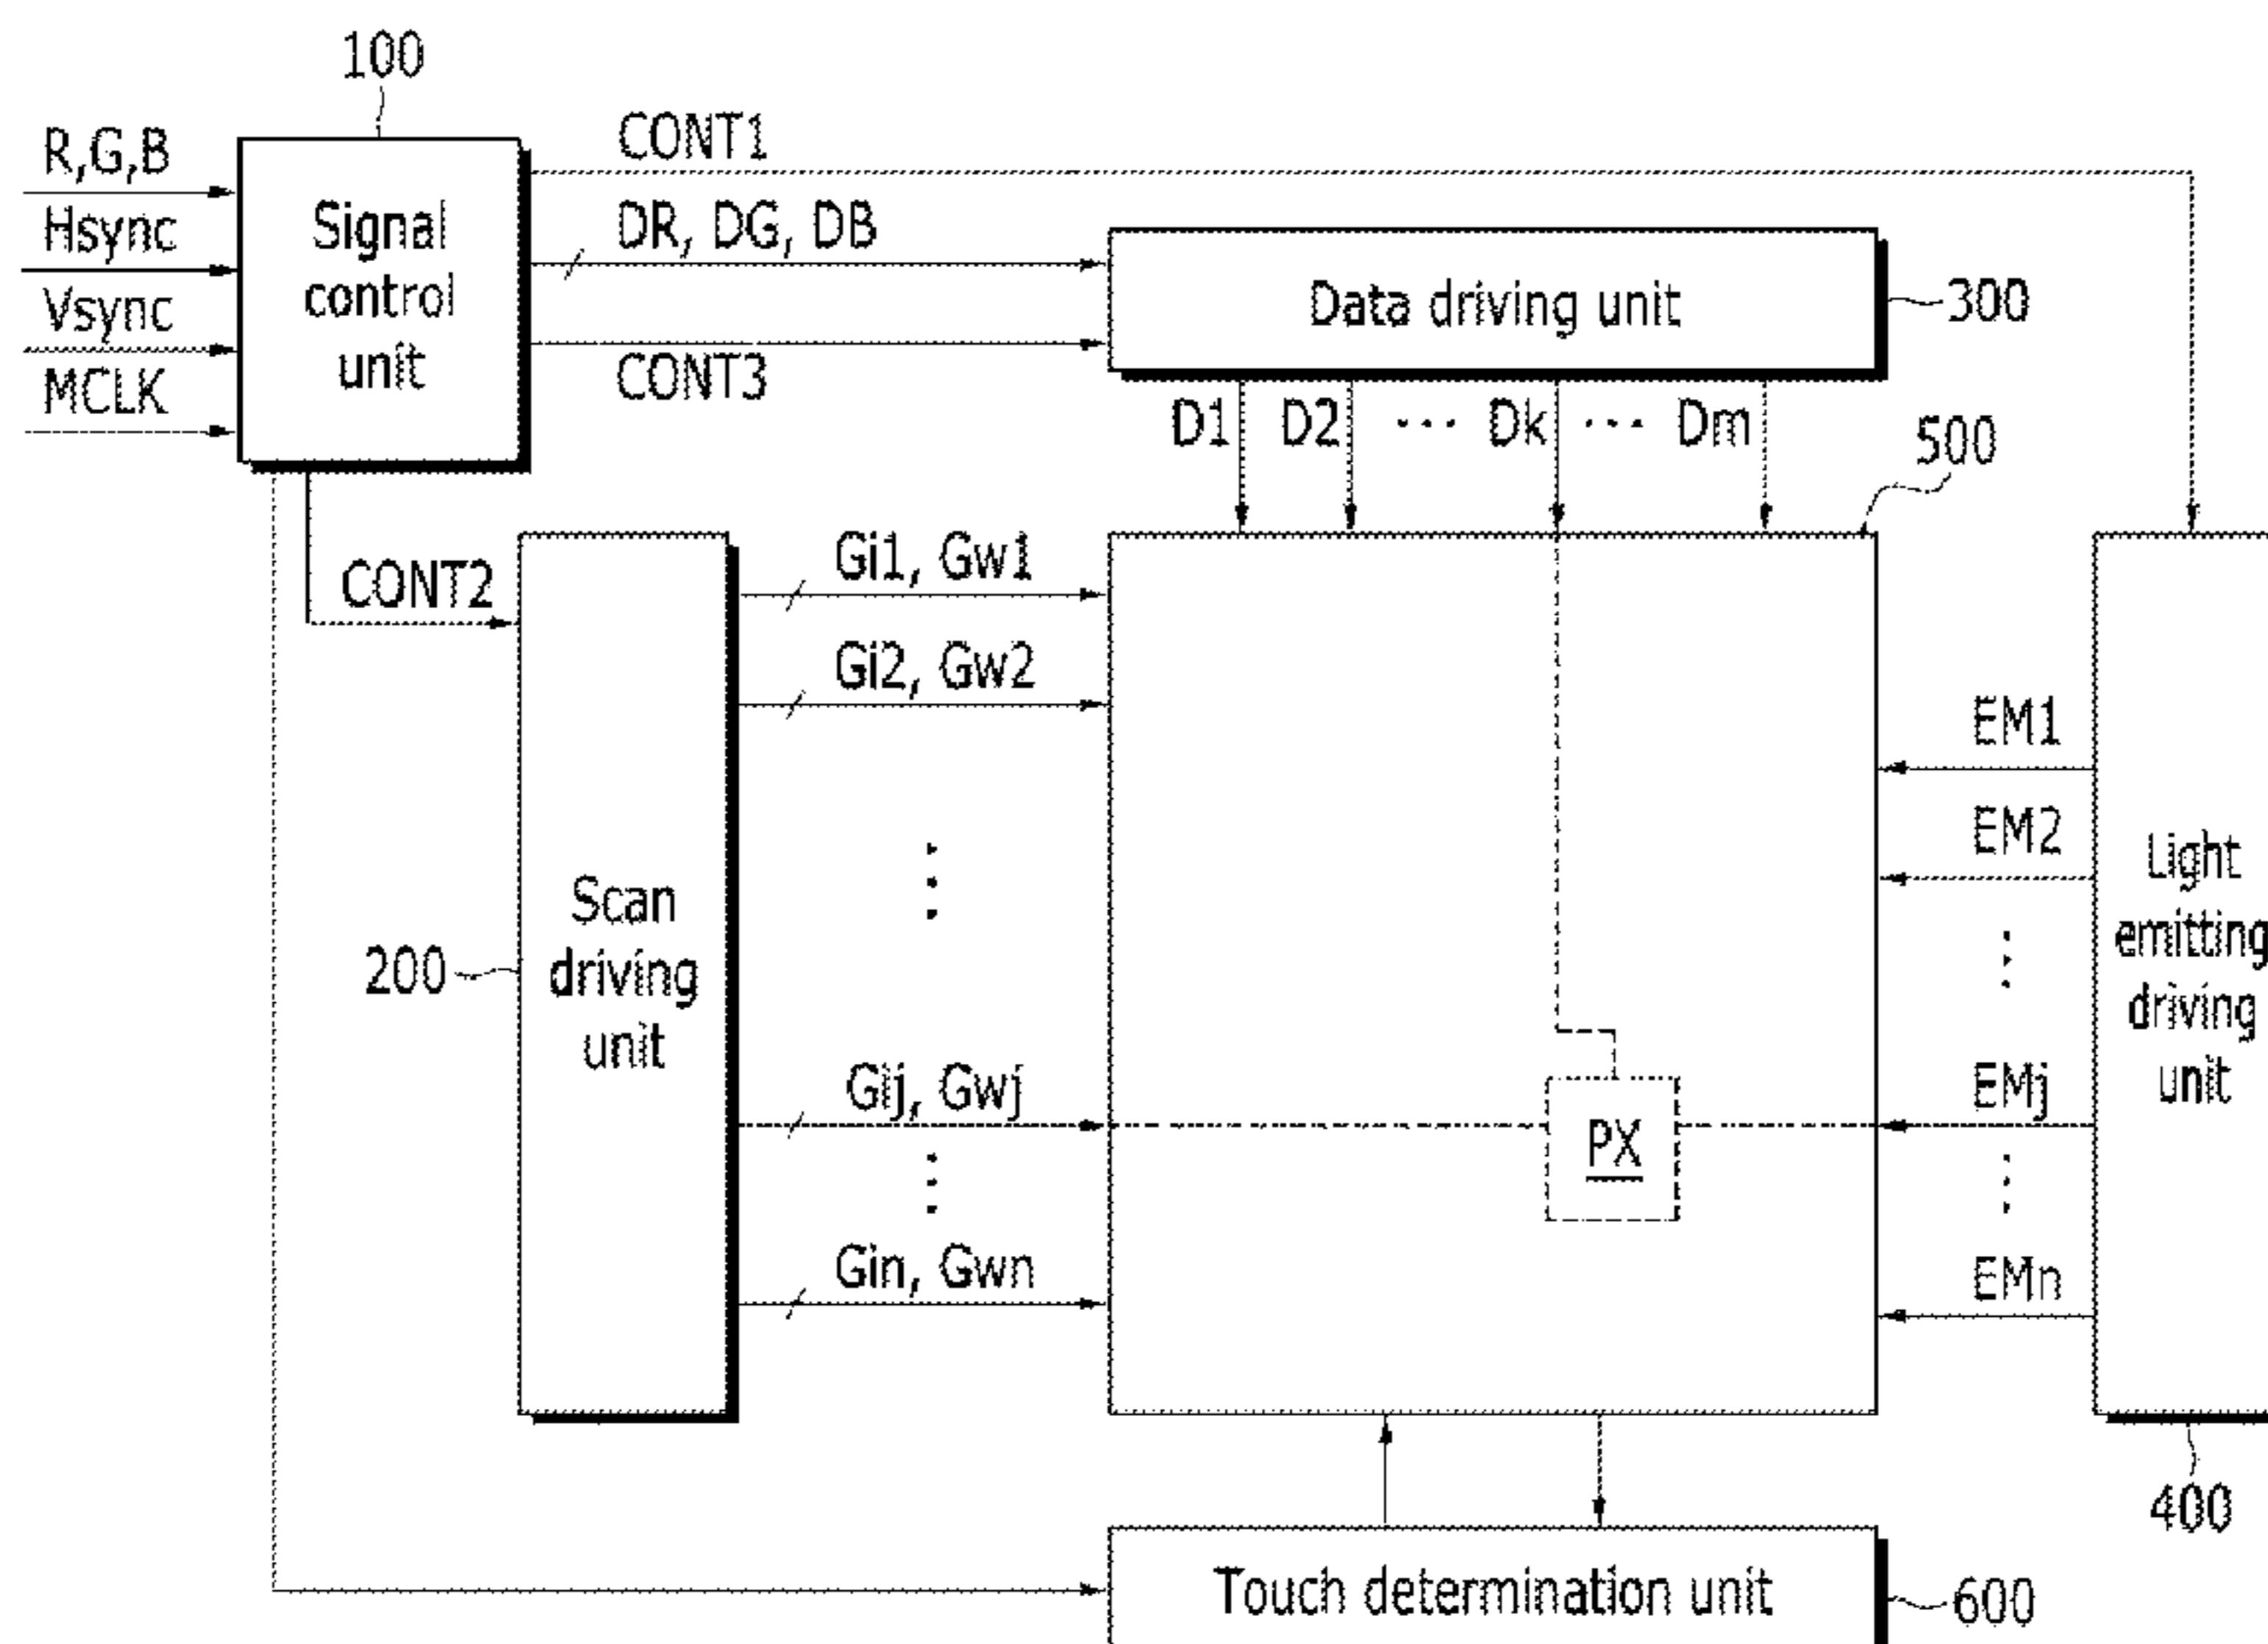 100
R,G,B
Hsync
Vsync
MCLK
Signal
control
unit
CONT1
DR, DG, DB
CONT3
Data driving unit
300
D1 D2 ... Dk ... Dm
500
CONT2
Gi1, Gw1
Gi2, Gw2
Scan
driving
unit
200
Gij, Gwj
Gin, Gwn
PX
EM1
EM2
EMj
EMn
Light
emitting
driving
unit
400
Touch determination unit
600